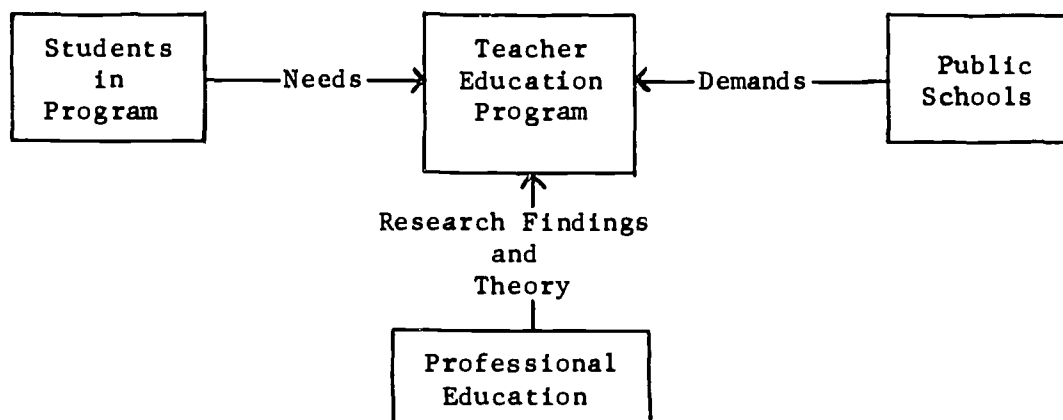 Students
in
Program
Needs
Teacher
Education
Program
Demands
Public
Schools
Research Findings
and
Theory
Professional
Education